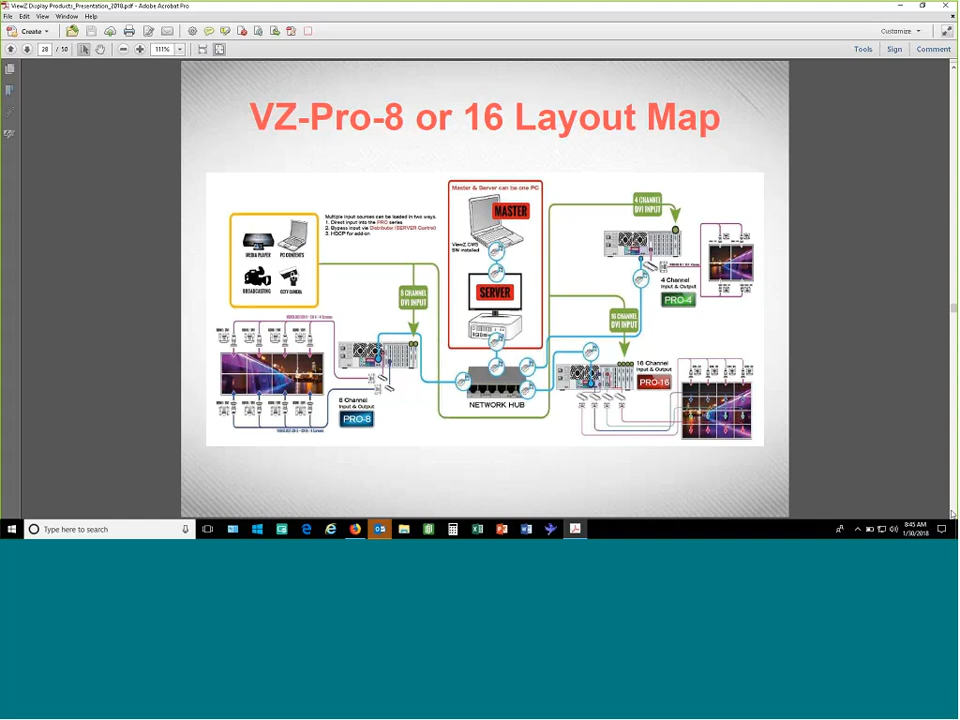 ViewZ Display Products_Presentation_2018.pdf - Adobe Acrobat Pro
File Edit View Window Help
Create
Customize
28 / 50
111%
Tools Sign Comment
VZ-Pro-8 or 16 Layout Map
Master & Server can be one PC
MASTER
ViewZ CMS
SW installed
SERVER
Multiple input sources can be loaded in two ways.
1. Direct input into the PRO series
2. Bypass input via Distributor (SERVER Control)
3. HDCP for add-on
MEDIA PLAYER
PC CONTENTS
BROADCASTING
CCTV CAMERA
8 CHANNEL
DVI INPUT
4 CHANNEL
DVI INPUT
16 CHANNEL
DVI INPUT
4 Channel
Input & Output
PRO-4
16 Channel
Input & Output
PRO-16
8 Channel
Input & Output
PRO-8
NETWORK HUB
Type here to search
8:45 AM
1/30/2018